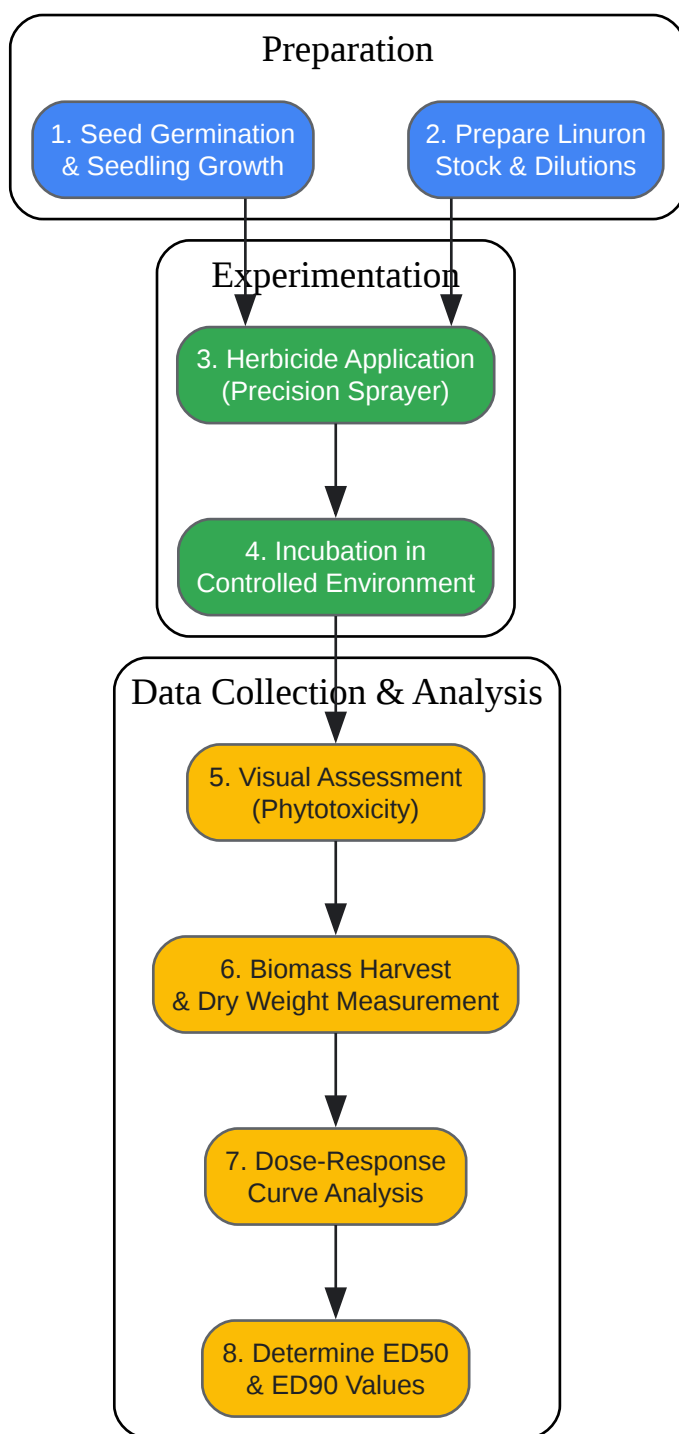 Preparation
1. Seed Germination
& Seedling Growth
2. Prepare Linuron
Stock & Dilutions
Experimentation
3. Herbicide Application
(Precision Sprayer)
4. Incubation in
Controlled Environment
Data Collection & Analysis
5. Visual Assessment
(Phytotoxicity)
6. Biomass Harvest
& Dry Weight Measurement
7. Dose-Response
Curve Analysis
8. Determine ED50
& ED90 Values